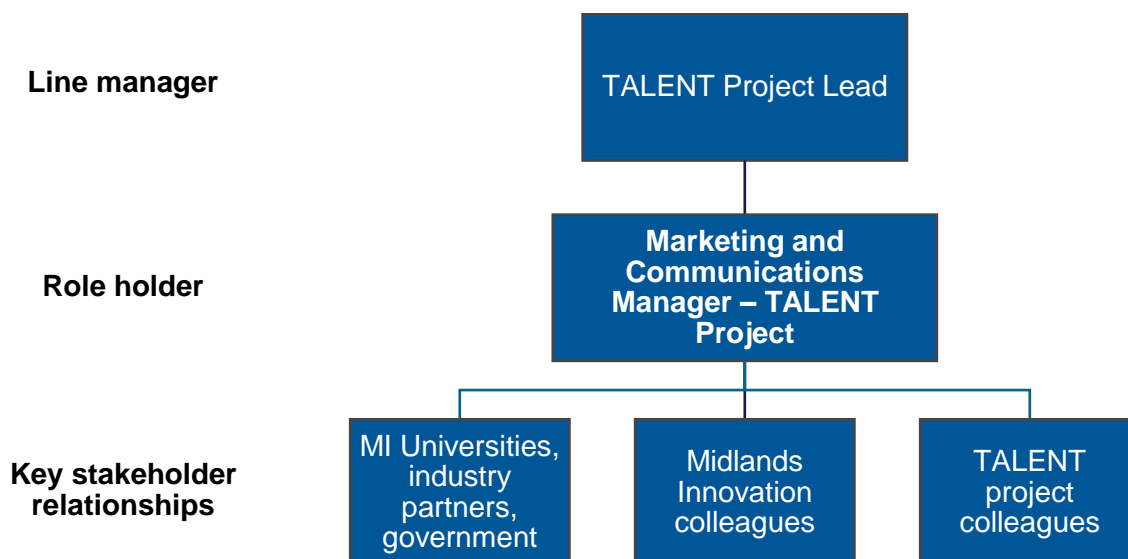 Line manager
TALENT Project Lead
Role holder
Marketing and
Communications
Manager – TALENT
Project
Key stakeholder
relationships
MI Universities,
industry
partners,
government
Midlands
Innovation
colleagues
TALENT
project
colleagues